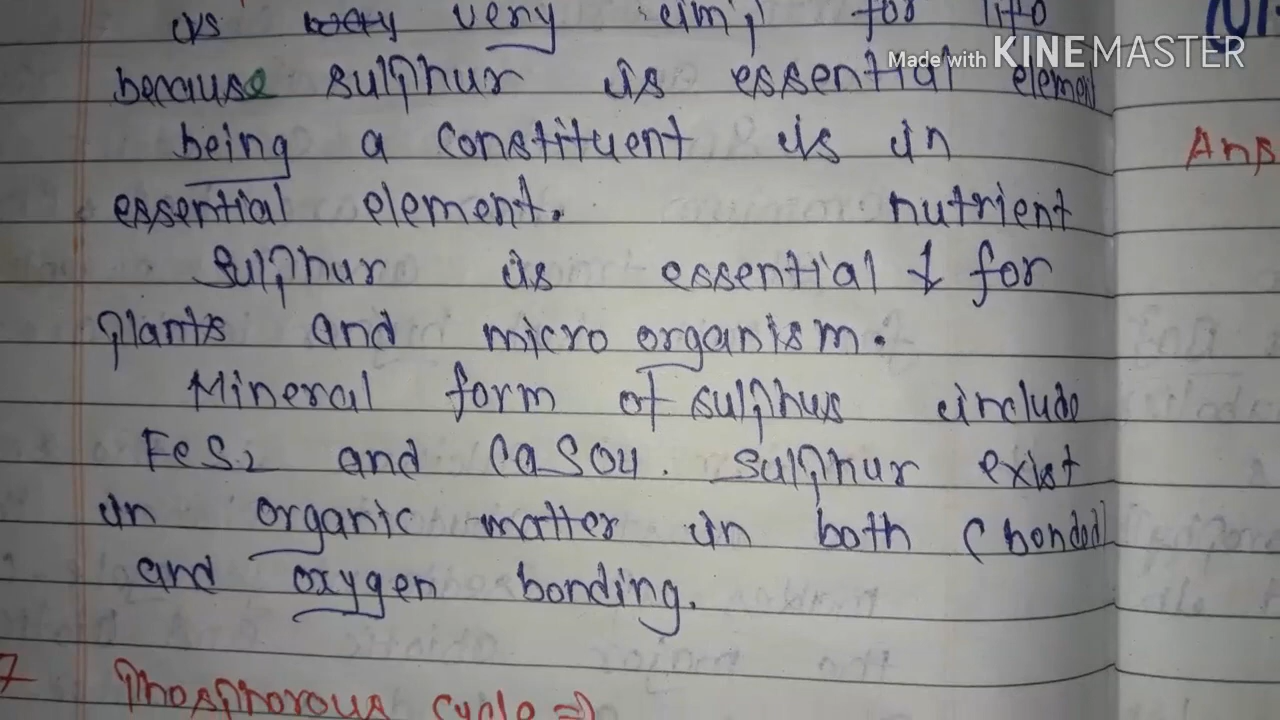 is very very imp for life
Made with KINEMASTER
because sulphur is essential elemen
Ans
being a constituent is in
essential element. nutrient
Sulphur is essential & for
plants and micro organism.
Mineral form of sulphur include
FeS2 and CaSO4. Sulphur exist
in organic matter in both (bonded
and oxygen bonding.
7 Phosphorous cycle =>